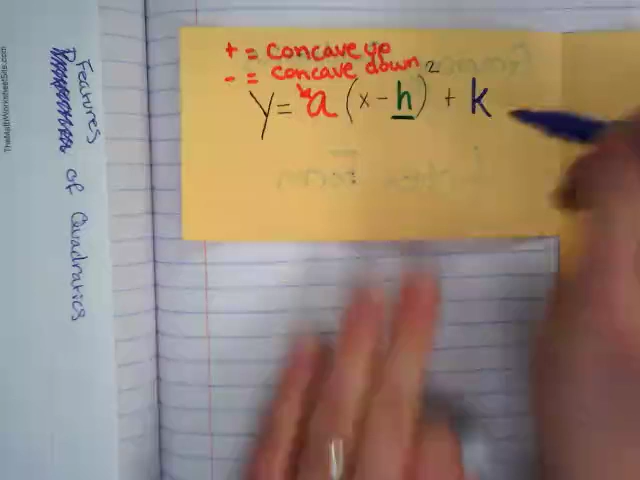 + = concave up
- = concave down
y = a (x - h)² + k
Features
of Quadratics
TheMathWorksheetSite.com